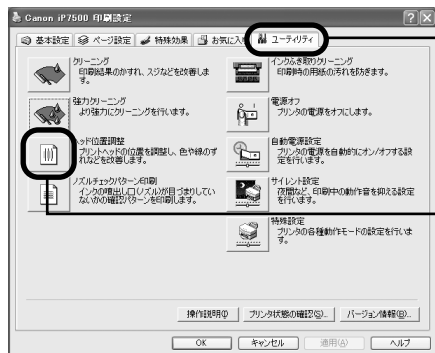 Canon iP7500 印刷設定
基本設定 ページ設定 特殊効果 お気に入 ユーティリティ
クリーニング
印刷結果のかすれ、スジなどを改善します。
インクふき取りクリーニング
印刷時の用紙の汚れを防ぎます。
強力クリーニング
より強力にクリーニングを行います。
電源オフ
プリンタの電源をオフにします。
ヘッド位置調整
プリントヘッドの位置を調整し、色や線のずれなどを改善します。
自動電源設定
プリンタの電源を自動的にオン/オフする設定を行います。
ノズルチェックパターン印刷
インクの噴出し口(ノズル)が目づまりしていないかの確認パターンを印刷します。
サイレント設定
夜間など、印刷中の動作音を抑える設定を行います。
特殊設定
プリンタの各種動作モードの設定を行います。
操作説明(I) プリンタ状態の確認(S)... バージョン情報(B)...
OK キャンセル 適用(A) ヘルプ